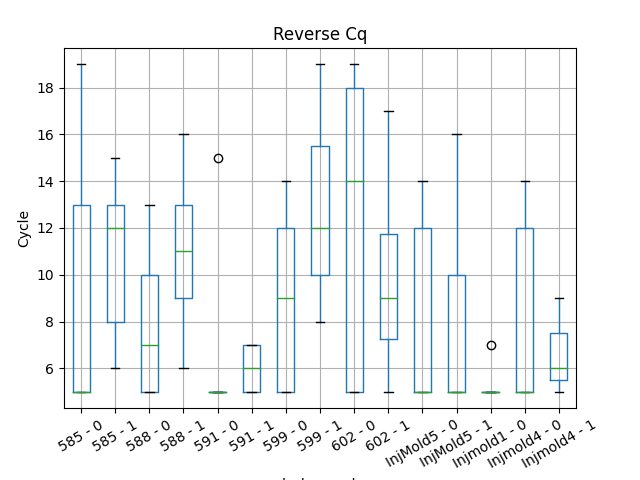 Reverse Cq
Cycle
18
16
14
12
10
8
6
585 - 0
585 - 1
588 - 0
588 - 1
591 - 0
591 - 1
599 - 0
599 - 1
602 - 0
602 - 1
InjMold5 - 0
InjMold5 - 1
Injmold1 - 0
Injmold4 - 0
Injmold4 - 1